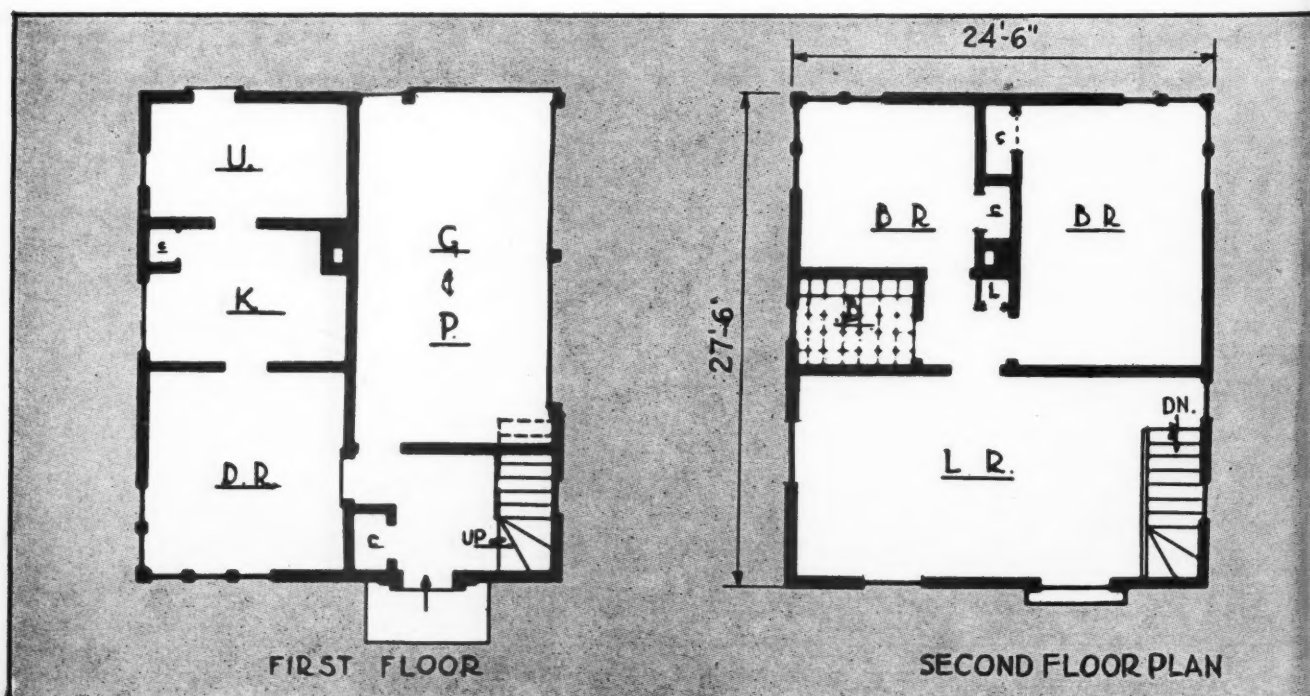 U.
C
K.
D.R.
G
&
P.
C
UP
FIRST FLOOR
24'-6"
27'-6"
B R
C
C
B R
L
B
DN.
L R.
SECOND FLOOR PLAN